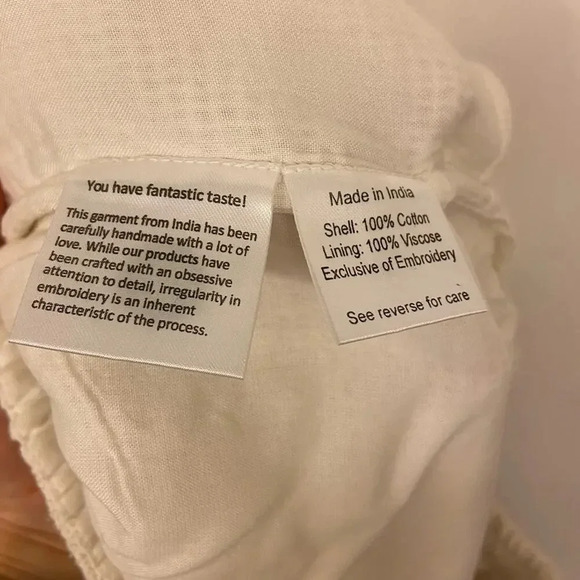 You have fantastic taste!
This garment from India has been
carefully handmade with a lot of
love. While our products have
been crafted with an obsessive
attention to detail, irregularity in
embroidery is an inherent
characteristic of the process.
Made in India
Shell: 100% Cotton
Lining: 100% Viscose
Exclusive of Embroidery
See reverse for care